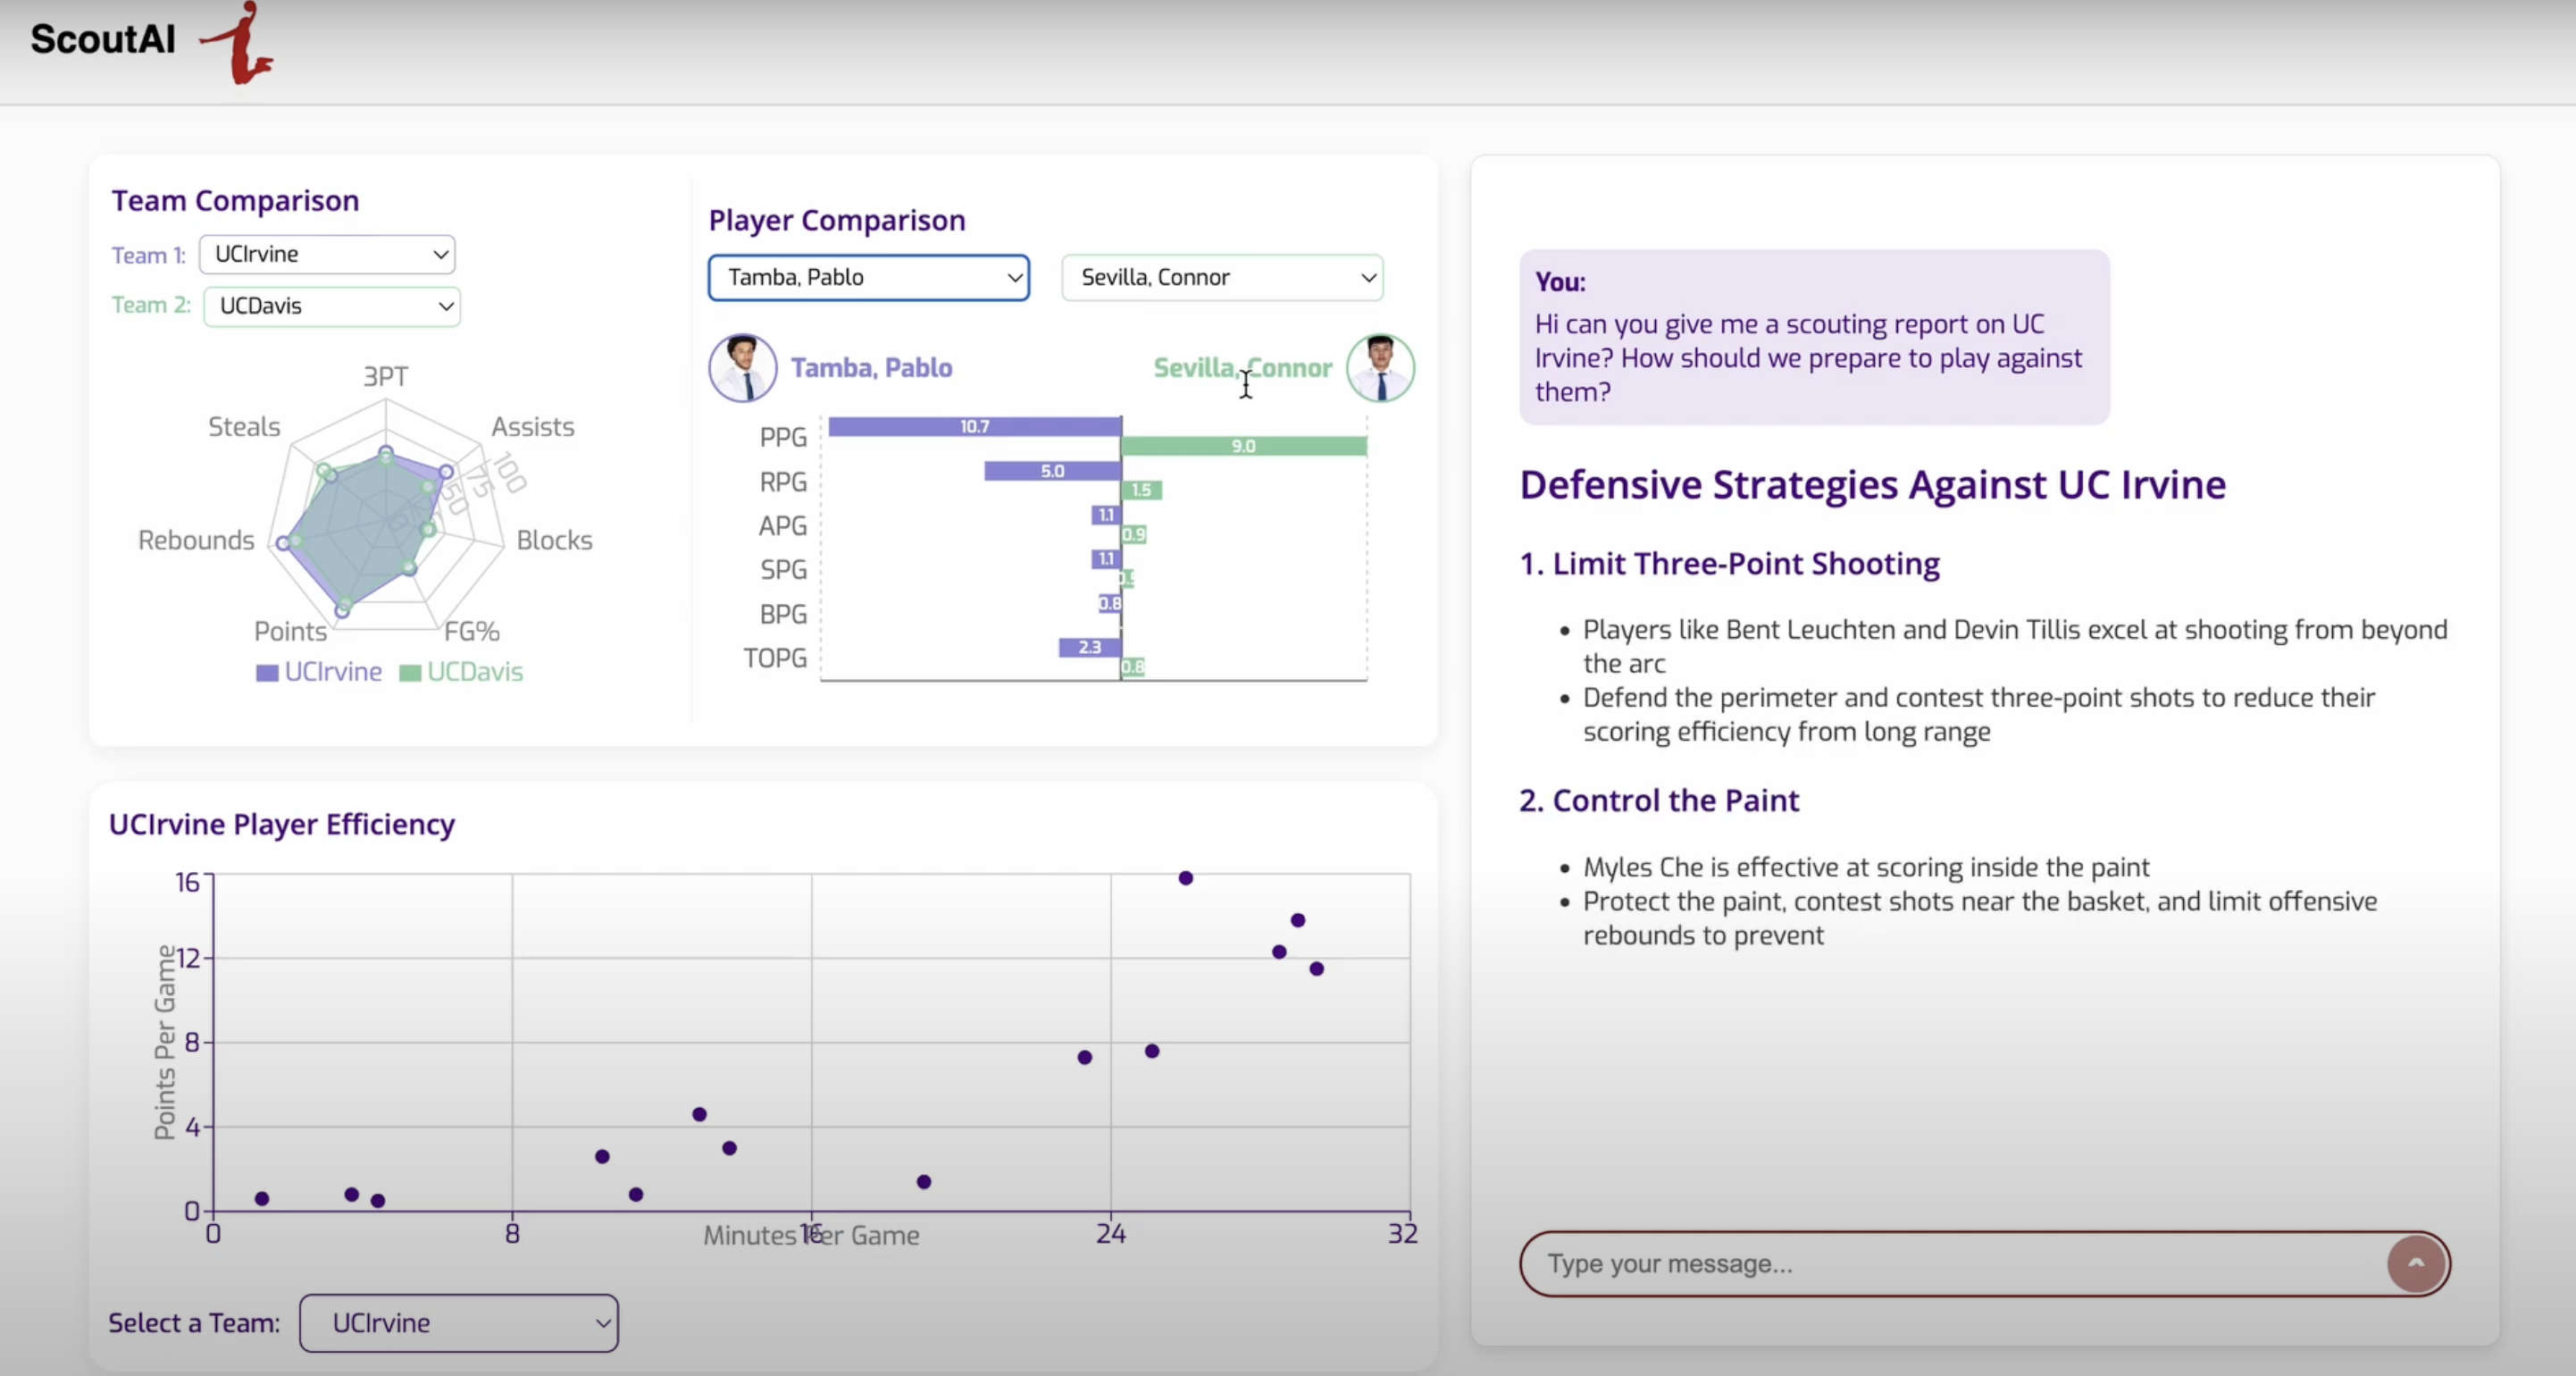 ScoutAI
Team Comparison
Team 1: UCIrvine
Team 2: UCDavis
3PT
Steals
Assists
100
75
50
Rebounds
Blocks
Points
FG%
UCIrvine UCDavis
Player Comparison
Tamba, Pablo
Sevilla, Connor
Tamba, Pablo
Sevilla, Connor
PPG 10.7 9.0
RPG 5.0 1.5
APG 1.1 0.9
SPG 1.1
BPG 0.8
TOPG 2.3 0.8
UCIrvine Player Efficiency
Points Per Game
16
12
8
4
0
0 8 16 24 32
Minutes Per Game
Select a Team: UCIrvine
You:
Hi can you give me a scouting report on UC
Irvine? How should we prepare to play against
them?
Defensive Strategies Against UC Irvine
1. Limit Three-Point Shooting
• Players like Bent Leuchten and Devin Tillis excel at shooting from beyond
the arc
• Defend the perimeter and contest three-point shots to reduce their
scoring efficiency from long range
2. Control the Paint
• Myles Che is effective at scoring inside the paint
• Protect the paint, contest shots near the basket, and limit offensive
rebounds to prevent
Type your message...